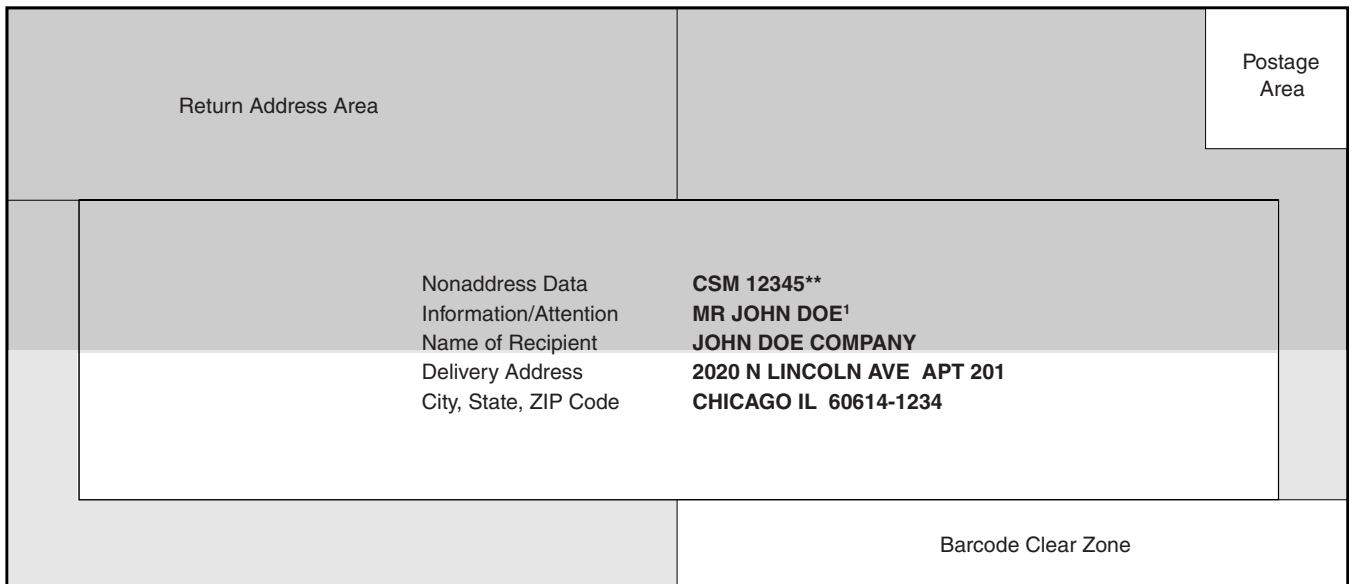 Return Address Area
Postage
Area
Nonaddress Data CSM 12345**
Information/Attention MR JOHN DOE¹
Name of Recipient JOHN DOE COMPANY
Delivery Address 2020 N LINCOLN AVE APT 201
City, State, ZIP Code CHICAGO IL 60614-1234
Barcode Clear Zone